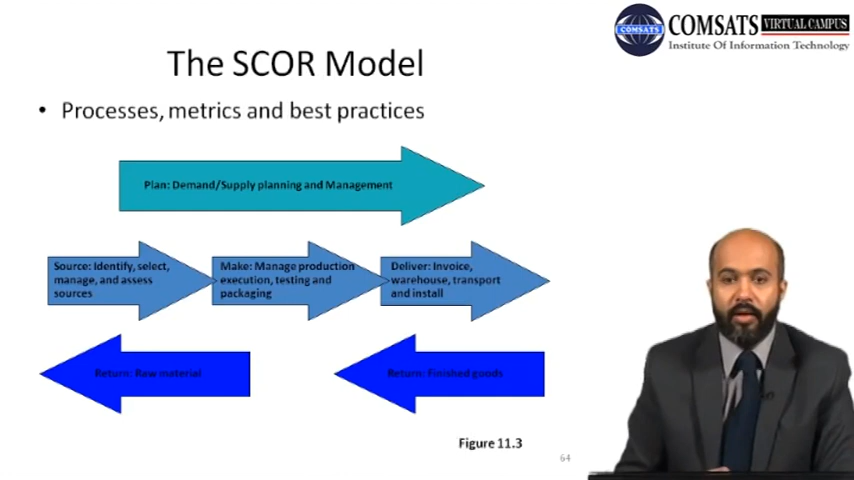 COMSATS VIRTUAL CAMPUS
COMSATS
Institute Of Information Technology
The SCOR Model
• Processes, metrics and best practices
Plan: Demand/Supply planning and Management
Source: Identify, select,
manage, and assess
sources
Make: Manage production
execution, testing and
packaging
Deliver: Invoice,
warehouse, transport
and install
Return: Raw material
Return: Finished goods
Figure 11.3
64